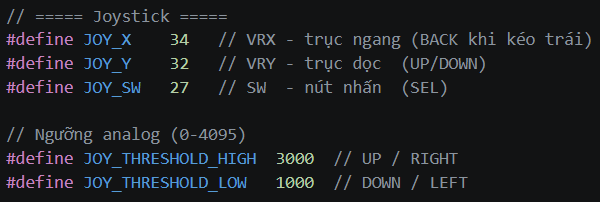 // ===== Joystick =====
#define JOY_X    34   // VRX - trục ngang (BACK khi kéo trái)
#define JOY_Y    32   // VRY - trục dọc  (UP/DOWN)
#define JOY_SW   27   // SW  - nút nhấn  (SEL)

// Ngưỡng analog (0-4095)
#define JOY_THRESHOLD_HIGH  3000  // UP / RIGHT
#define JOY_THRESHOLD_LOW   1000  // DOWN / LEFT